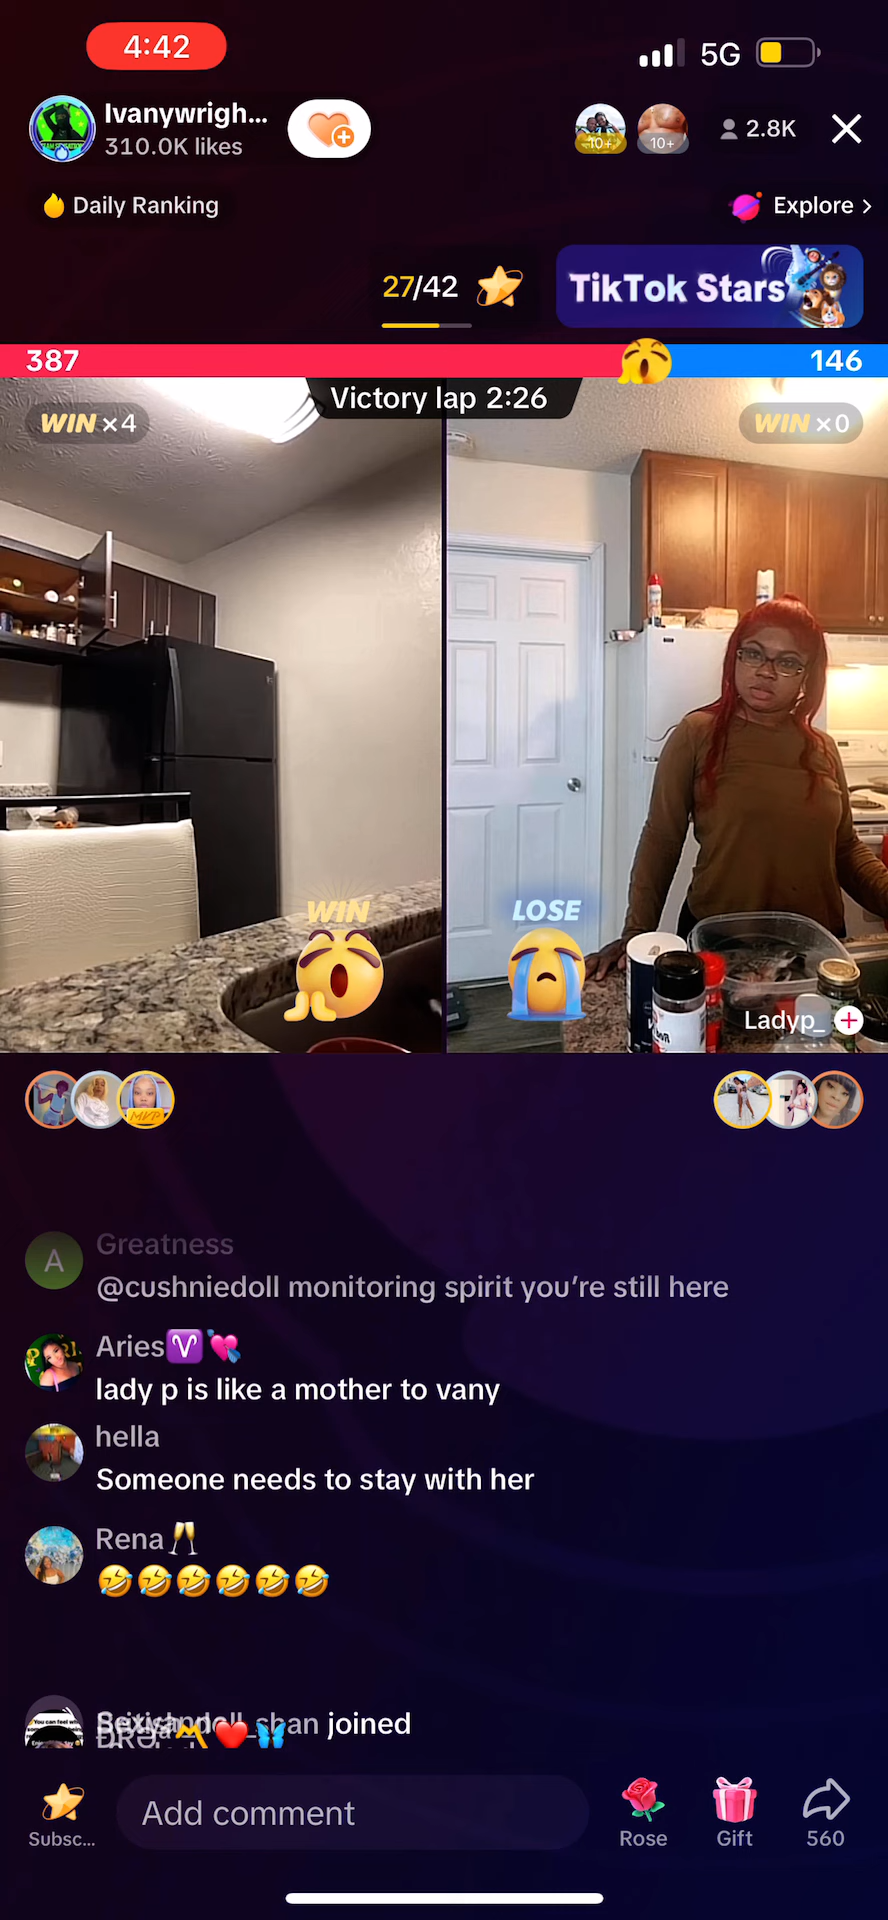 4:42
5G
Ivanywrigh...
310.0K likes
10+
10+
2.8K
Daily Ranking
Explore >
27/42
TikTok Stars
387
146
Victory lap 2:26
WIN ×4
WIN ×0
WIN
LOSE
Ladyp_
MVP
A
Greatness
@cushniedoll monitoring spirit you're still here
Aries
lady p is like a mother to vany
hella
Someone needs to stay with her
Rena
joined
Subsc...
Add comment
Rose
Gift
560